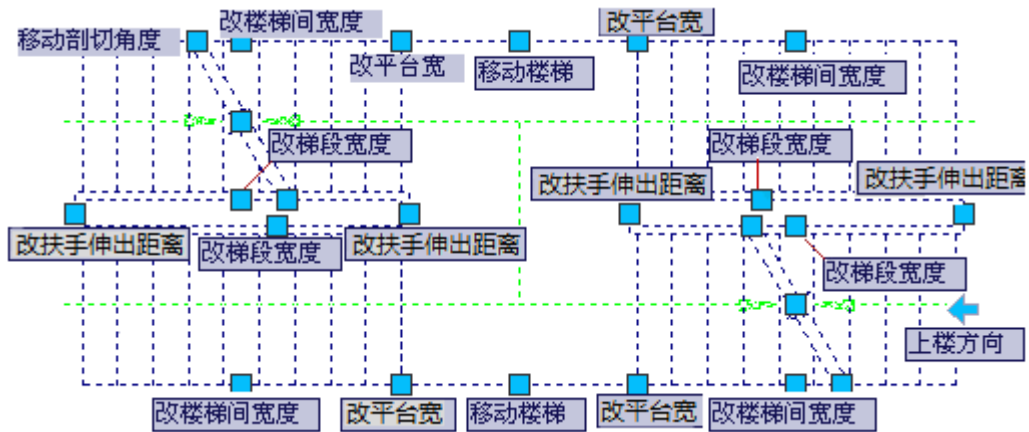 改楼梯间宽度
改平台宽
移动剖切角度
改平台宽
移动楼梯
改楼梯间宽度
改梯段宽度
改梯段宽度
改扶手伸出距离
改扶手伸出距离
改扶手伸出距离
改梯段宽度
改扶手伸出距离
改梯段宽度
上楼方向
改楼梯间宽度
改平台宽
移动楼梯
改平台宽
改楼梯间宽度